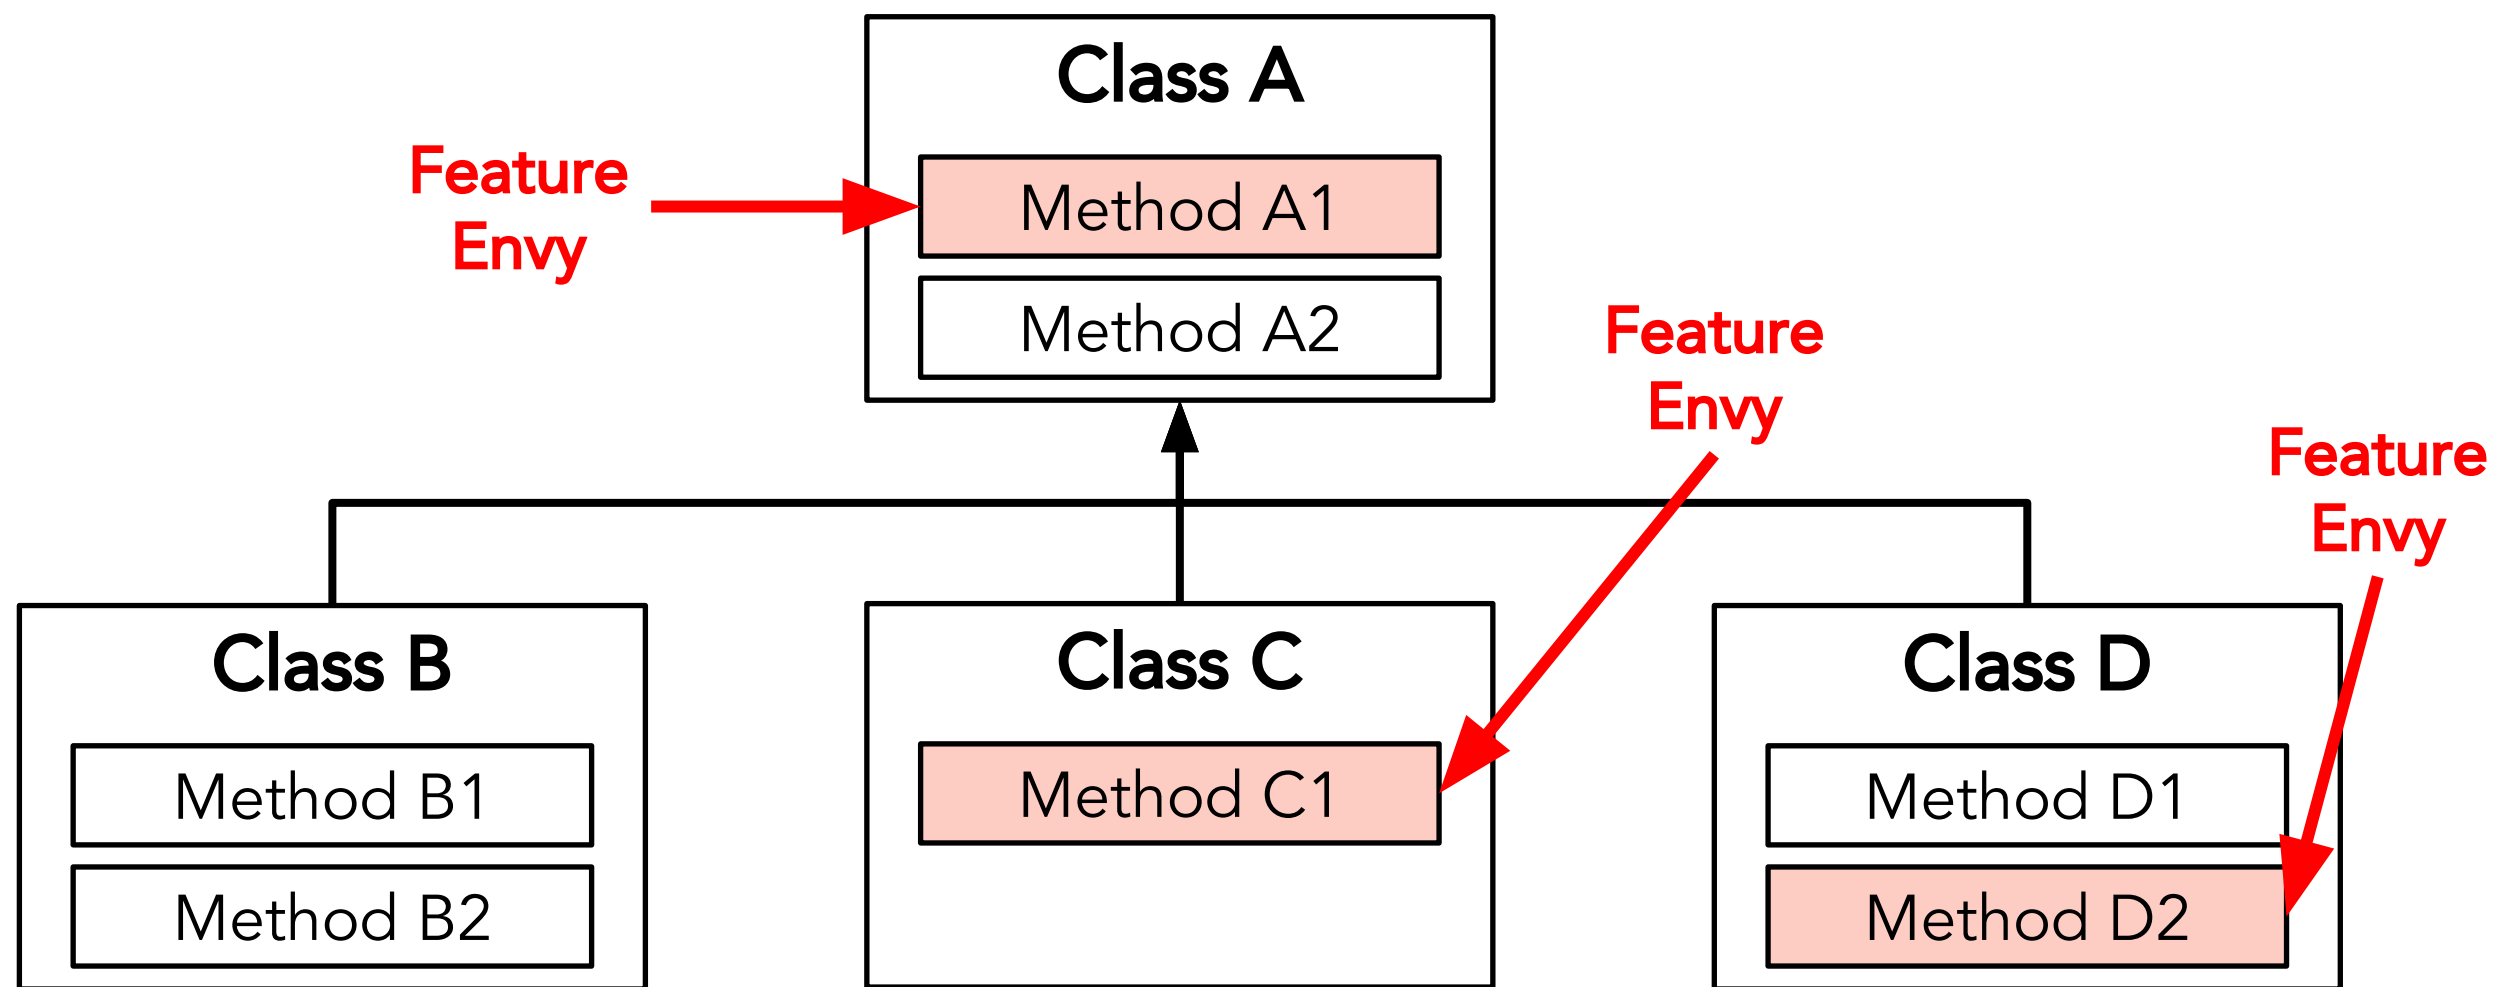 Class A
Feature
Envy
Method A1
Method A2
Feature
Envy
Feature
Envy
Class B
Method B1
Method B2
Class C
Method C1
Class D
Method D1
Method D2